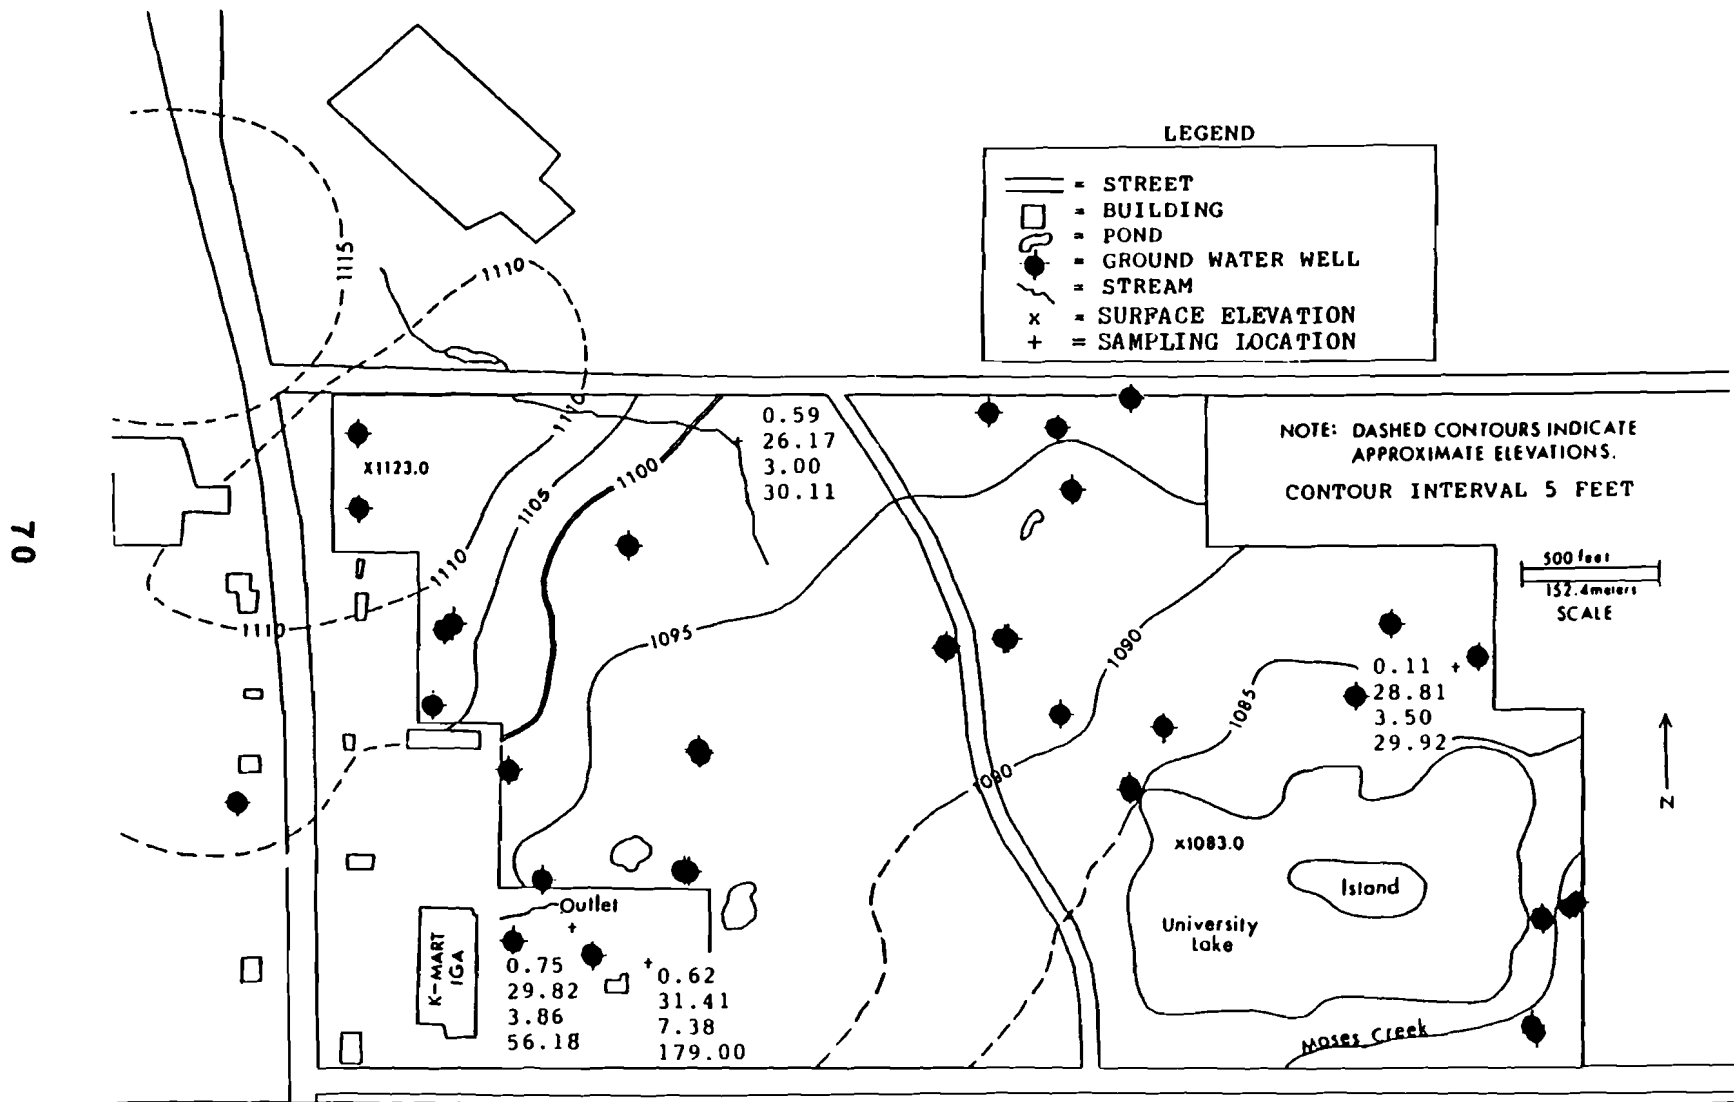 LEGEND
= STREET
= BUILDING
= POND
= GROUND WATER WELL
= STREAM
x = SURFACE ELEVATION
+ = SAMPLING LOCATION
1115
1110
1110
0.59
26.17
3.00
30.11
NOTE: DASHED CONTOURS INDICATE
APPROXIMATE ELEVATIONS.
CONTOUR INTERVAL 5 FEET
X1123.0
1100
1105
1110
70
500 feet
152.4 meters
SCALE
1110
1095
1090
1085
0.11 +
28.81
3.50
29.92
N
1090
X1083.0
Island
University
Lake
Outlet
K-MART
IGA
0.75
29.82
3.86
56.18
0.62
31.41
7.38
179.00
Moses Creek